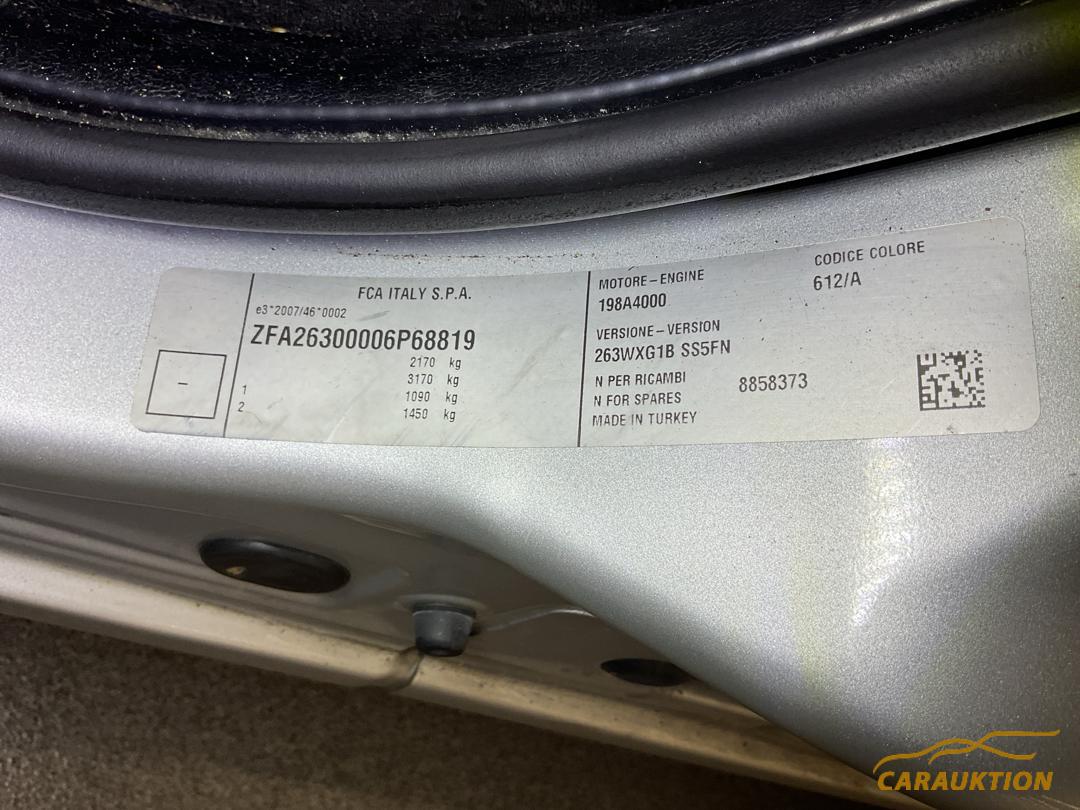 FCA ITALY S.P.A.
e3*2007/46*0002
ZFA26300006P68819
2170 kg
3170 kg
1 1090 kg
2 1450 kg
-
MOTORE-ENGINE
198A4000
CODICE COLORE
612/A
VERSIONE-VERSION
263WXG1B SS5FN
N PER RICAMBI
N FOR SPARES
8858373
MADE IN TURKEY
CARAUKTION